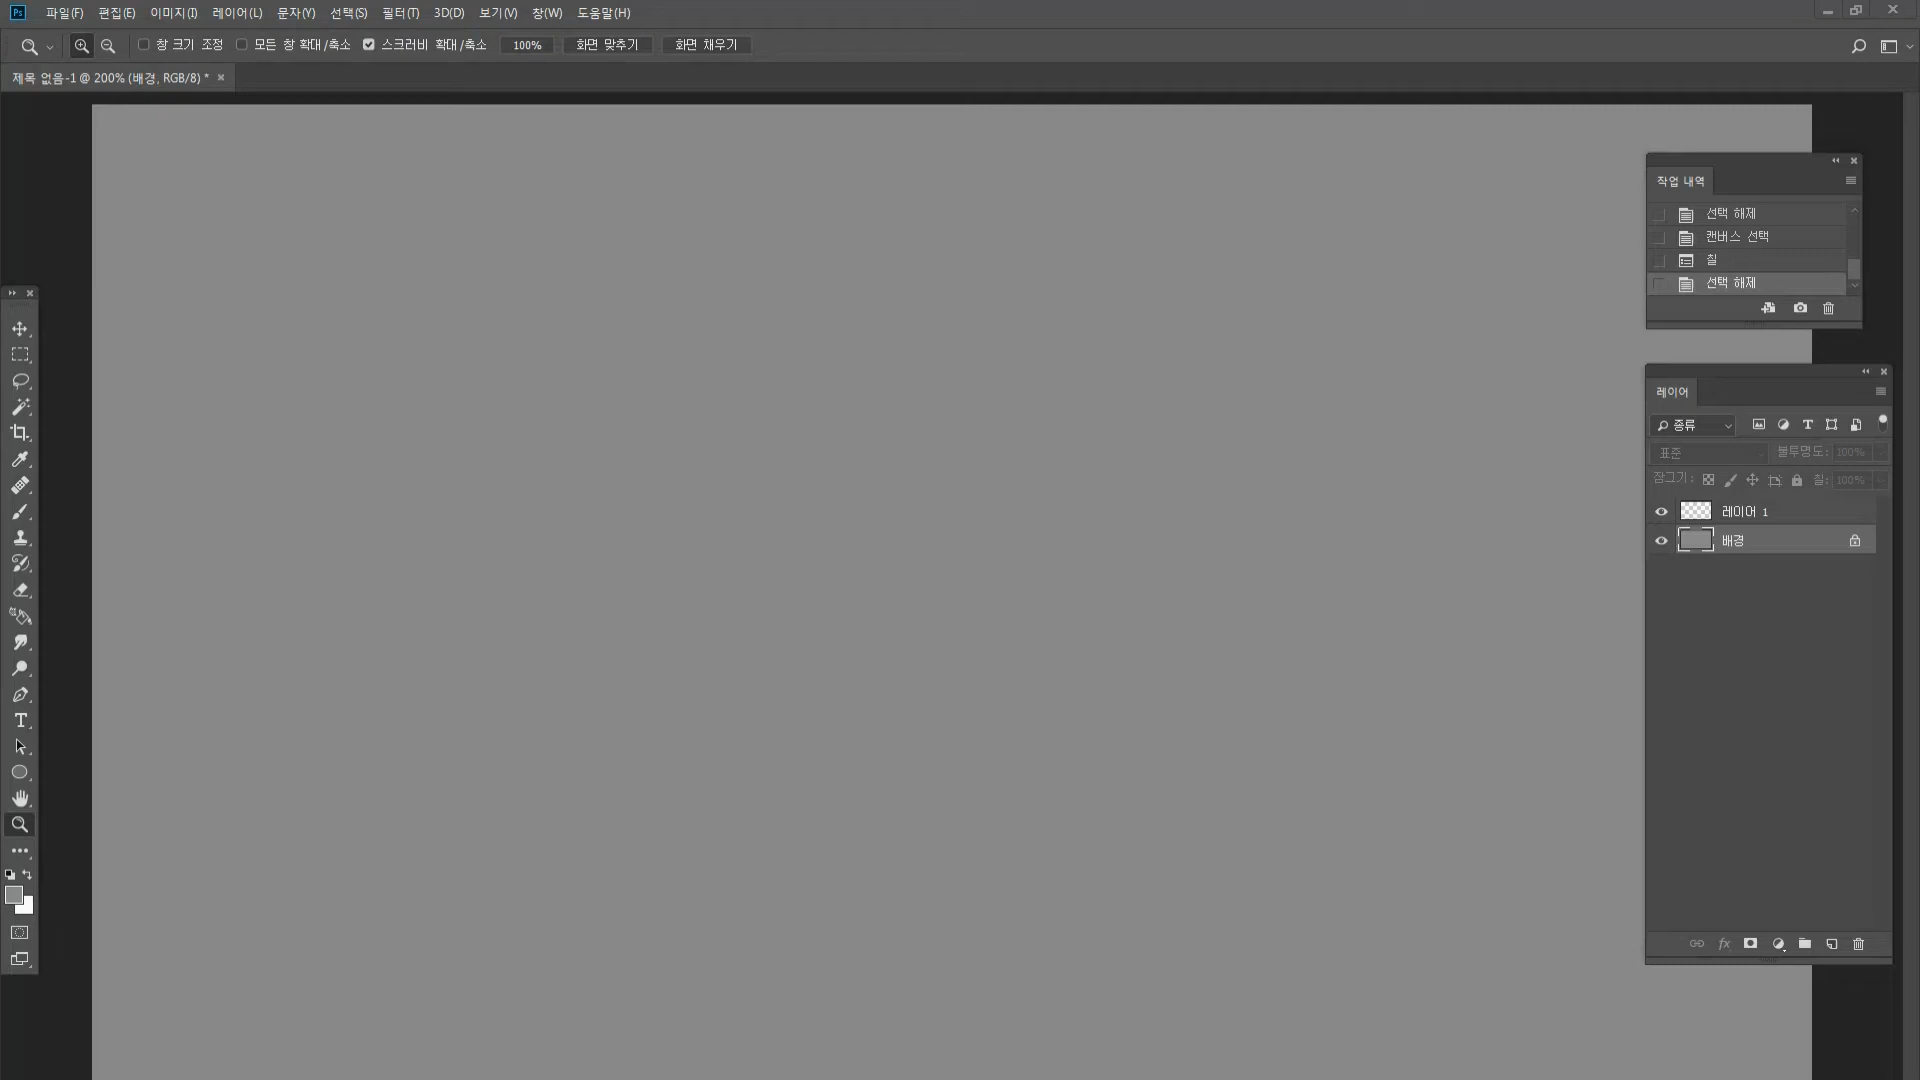 Ps 파일(F) 편집(E) 이미지(I) 레이어(L) 문자(Y) 선택(S) 필터(T) 3D(D) 보기(V) 창(W) 도움말(H)
창 크기 조정 모든 창 확대/축소 스크러비 확대/축소 100% 화면 맞추기 화면 채우기
제목 없음-1 @ 200% (배경, RGB/8) *
작업 내역
선택 해제
캔버스 선택
칠
선택 해제
레이어
종류
표준 불투명도: 100%
잠그기: 칠: 100%
레이어 1
배경
fx